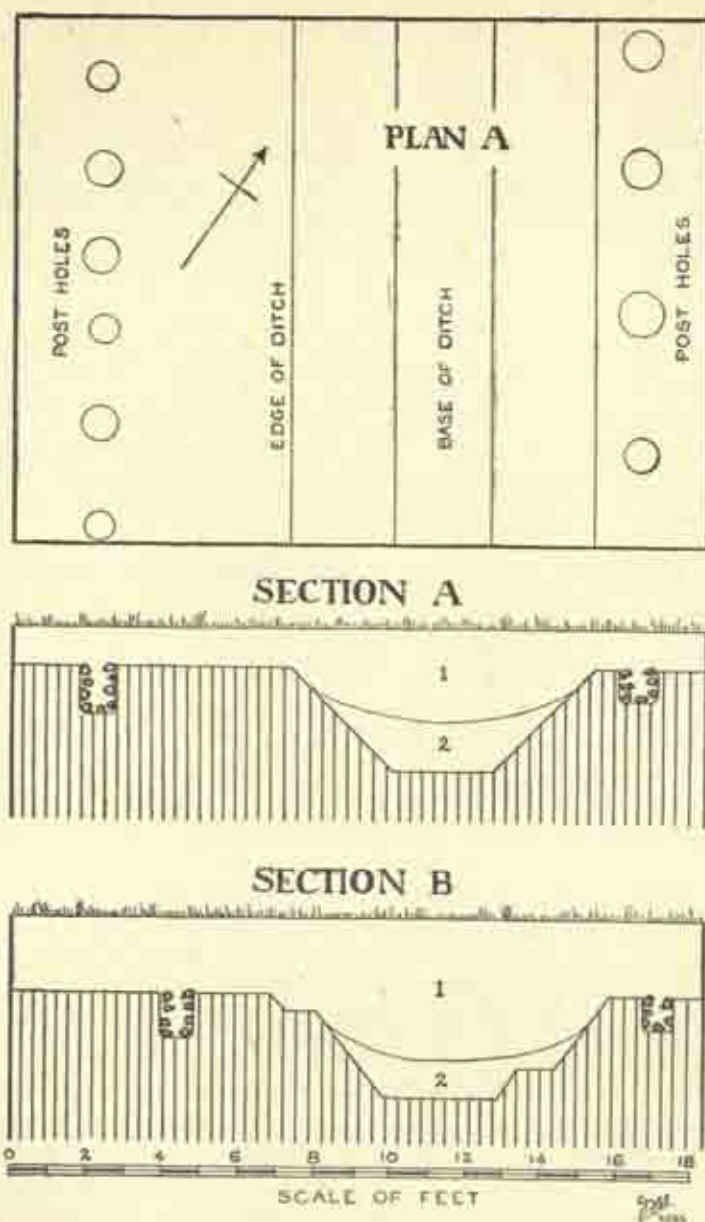 PLAN A
POST HOLES
EDGE OF DITCH
BASE OF DITCH
POST HOLES
SECTION A
1
2
SECTION B
1
2
0 2 4 6 8 10 12 14 16 18
SCALE OF FEET